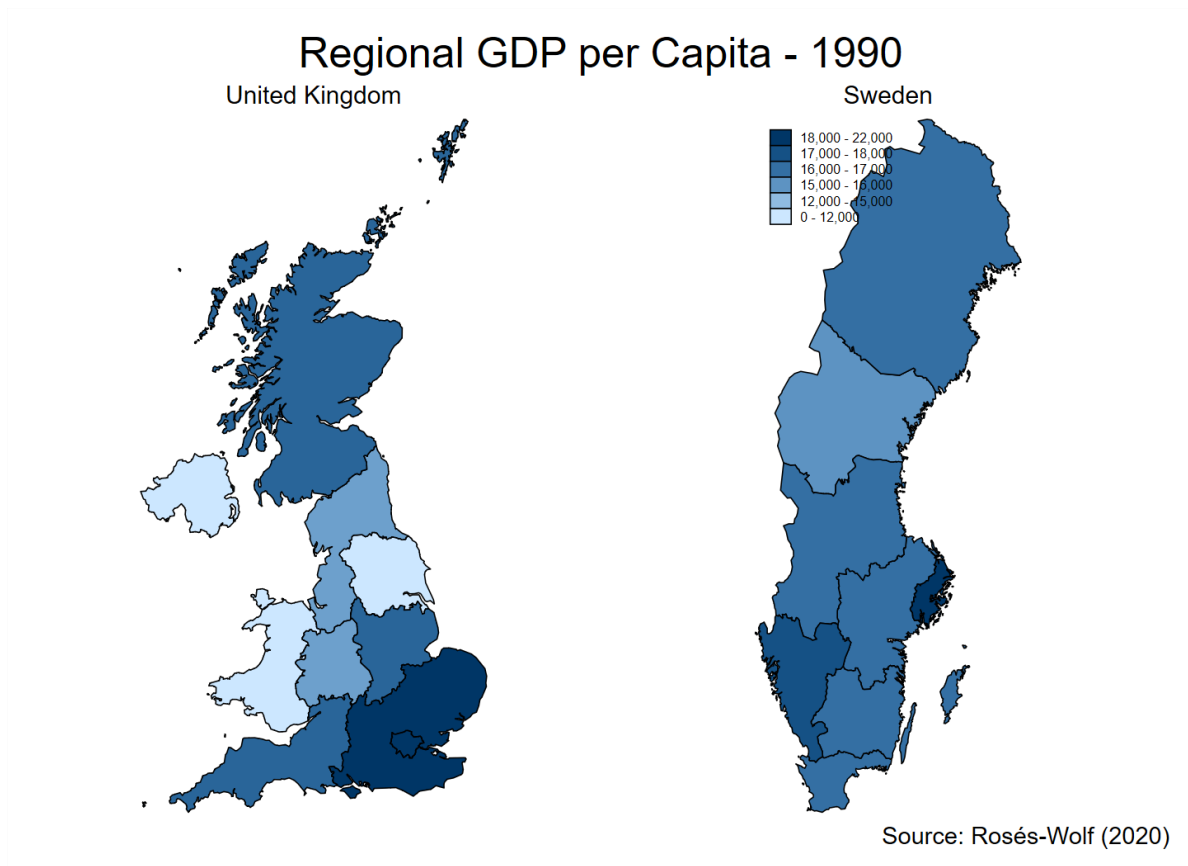 Regional GDP per Capita - 1990
United Kingdom
Sweden
18,000 - 22,000
17,000 - 18,000
16,000 - 17,000
15,000 - 16,000
12,000 - 15,000
0 - 12,000
Source: Rosés-Wolf (2020)